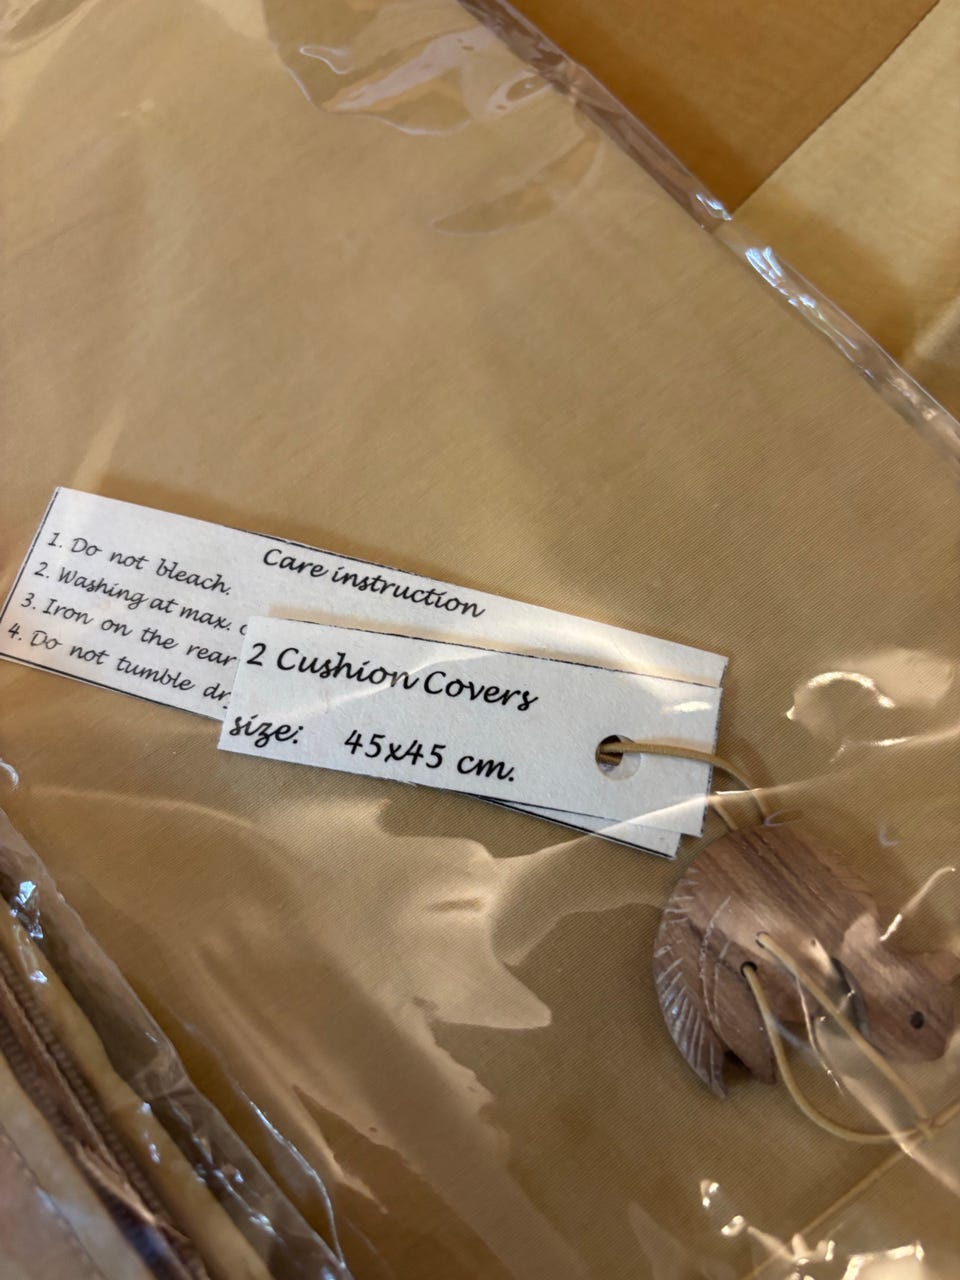 Care instruction
1. Do not bleach.
2. Washing at max.
3. Iron on the rear
4. Do not tumble
2 Cushion Covers
size: 45x45 cm.